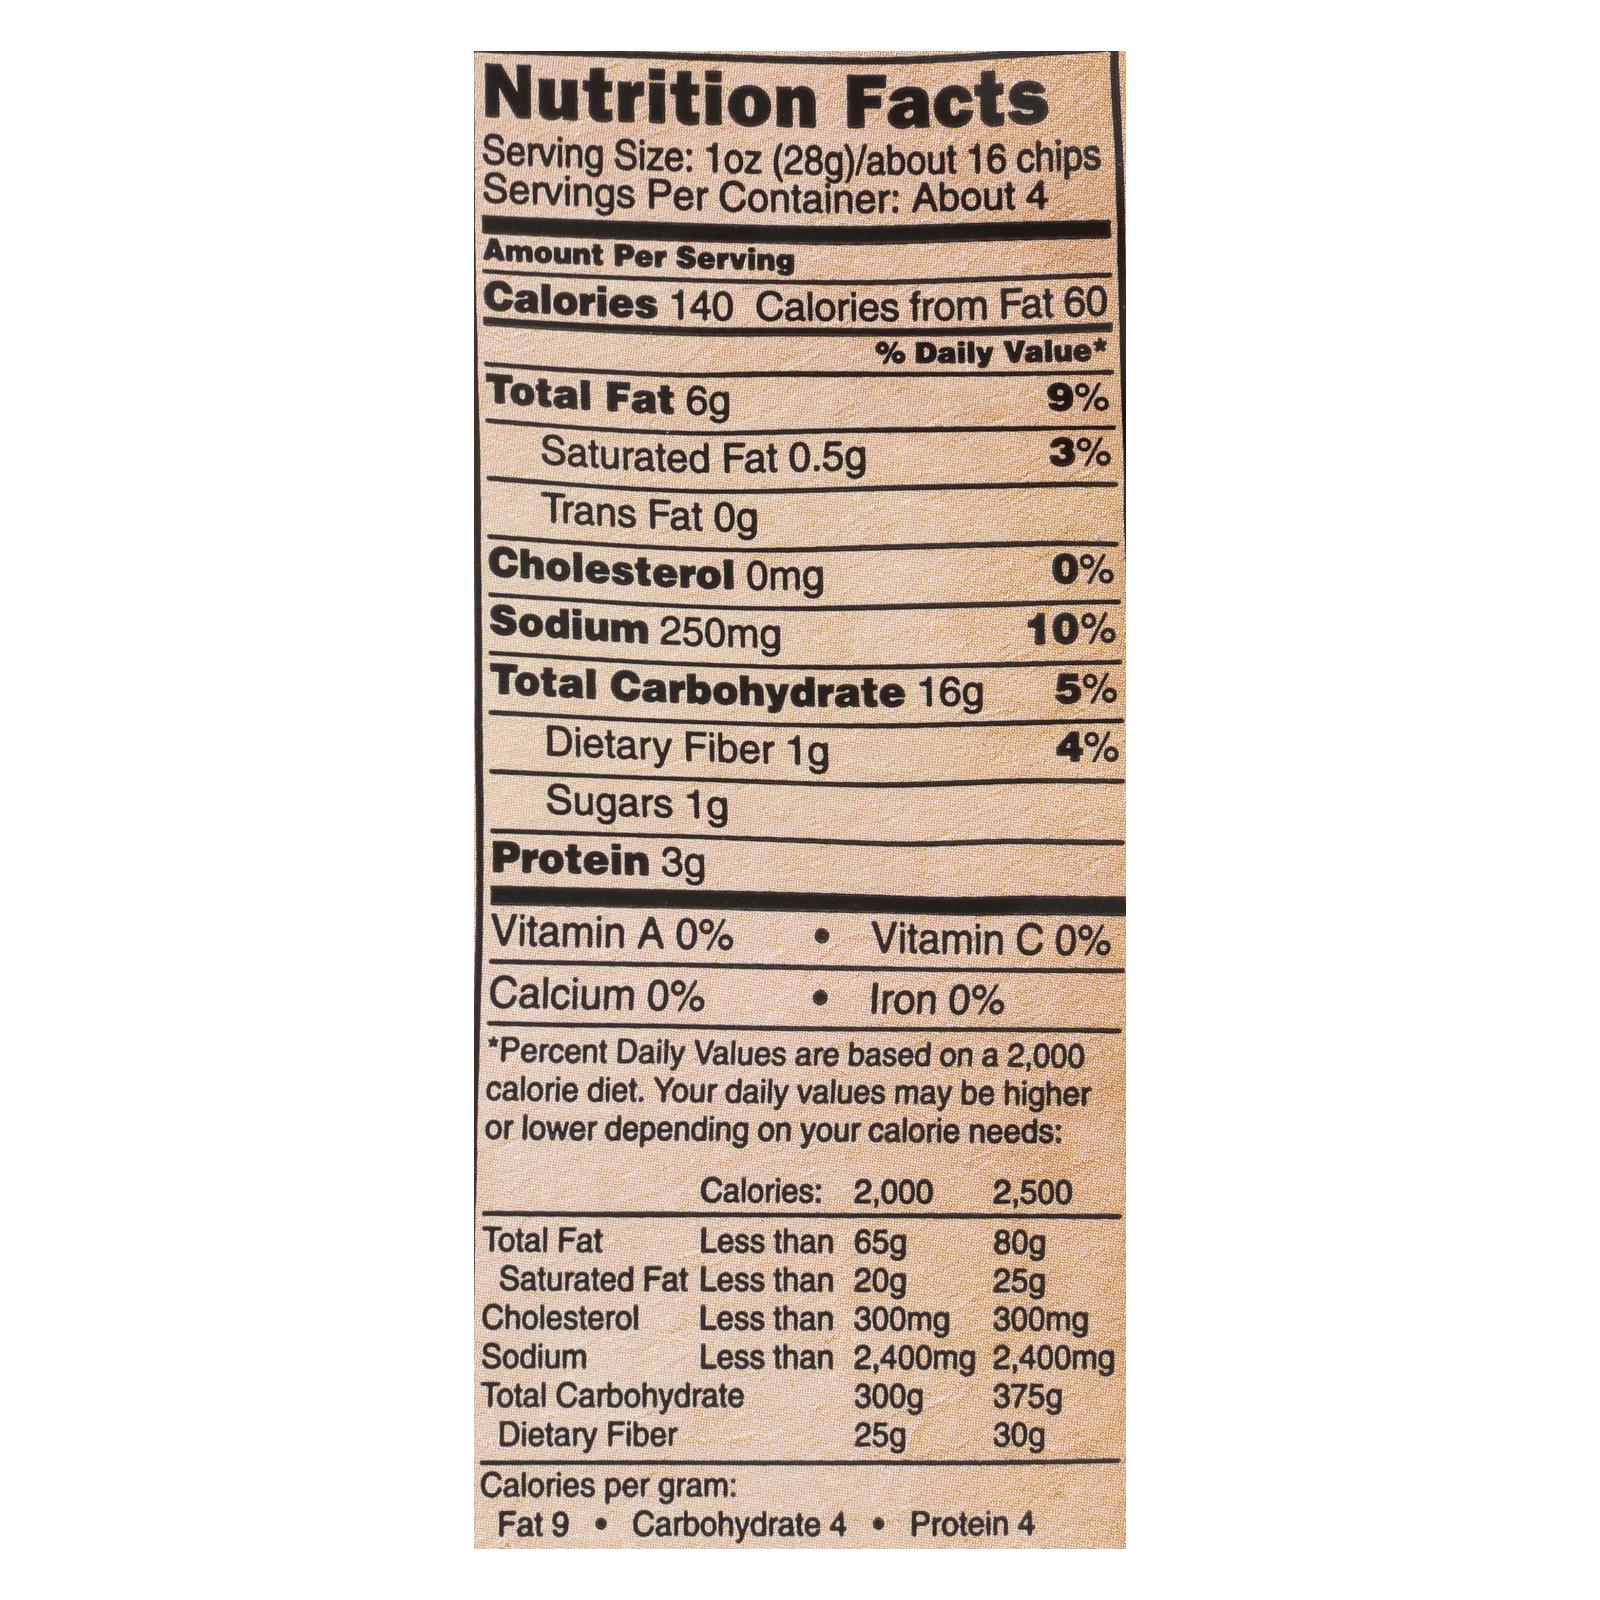 Nutrition Facts
Serving Size: 1oz (28g)/about 16 chips
Servings Per Container: About 4
Amount Per Serving
Calories 140 Calories from Fat 60
% Daily Value*
Total Fat 6g 9%
Saturated Fat 0.5g 3%
Trans Fat 0g
Cholesterol 0mg 0%
Sodium 250mg 10%
Total Carbohydrate 16g 5%
Dietary Fiber 1g 4%
Sugars 1g
Protein 3g
Vitamin A 0% • Vitamin C 0%
Calcium 0% • Iron 0%
*Percent Daily Values are based on a 2,000
calorie diet. Your daily values may be higher
or lower depending on your calorie needs:
Calories: 2,000 2,500
Total Fat Less than 65g 80g
Saturated Fat Less than 20g 25g
Cholesterol Less than 300mg 300mg
Sodium Less than 2,400mg 2,400mg
Total Carbohydrate 300g 375g
Dietary Fiber 25g 30g
Calories per gram:
Fat 9 • Carbohydrate 4 • Protein 4